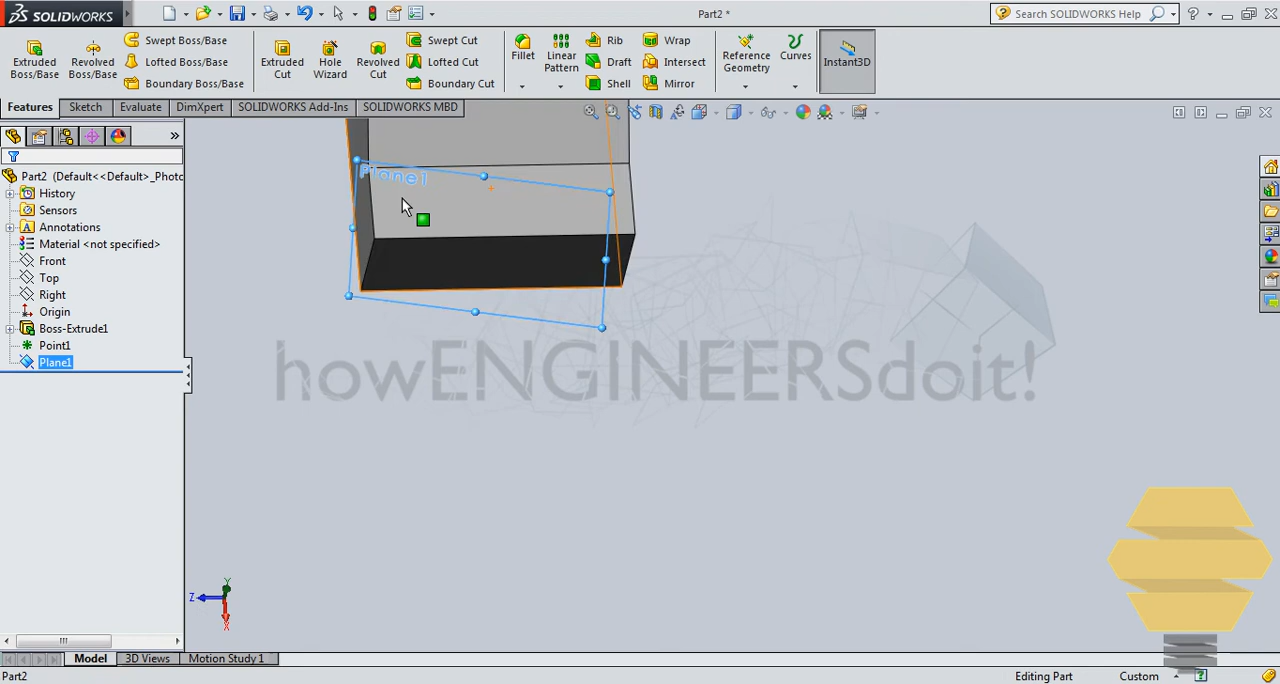 SOLIDWORKS
Part2 *
Search SOLIDWORKS Help
Extruded Boss/Base
Revolved Boss/Base
Swept Boss/Base
Lofted Boss/Base
Boundary Boss/Base
Extruded Cut
Hole Wizard
Revolved Cut
Swept Cut
Lofted Cut
Boundary Cut
Fillet
Linear Pattern
Rib
Draft
Shell
Wrap
Intersect
Mirror
Reference Geometry
Curves
Instant3D
Features
Sketch
Evaluate
DimXpert
SOLIDWORKS Add-Ins
SOLIDWORKS MBD
Part2 (Default<<Default>_Photo
History
Sensors
Annotations
Material <not specified>
Front
Top
Right
Origin
Boss-Extrude1
Point1
Plane1
Plane1
howENGINEERSdoit!
Y
Z
X
Model
3D Views
Motion Study 1
Part2
Editing Part
Custom